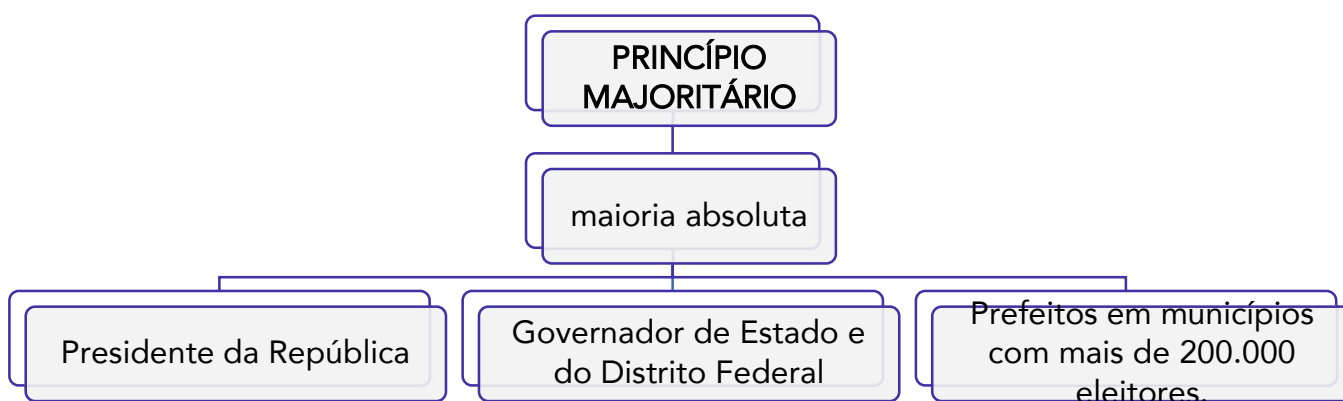 PRINCÍPIO
MAJORITÁRIO
maioria absoluta
Presidente da República
Governador de Estado e
do Distrito Federal
Prefeitos em municípios
com mais de 200.000
eleitores.